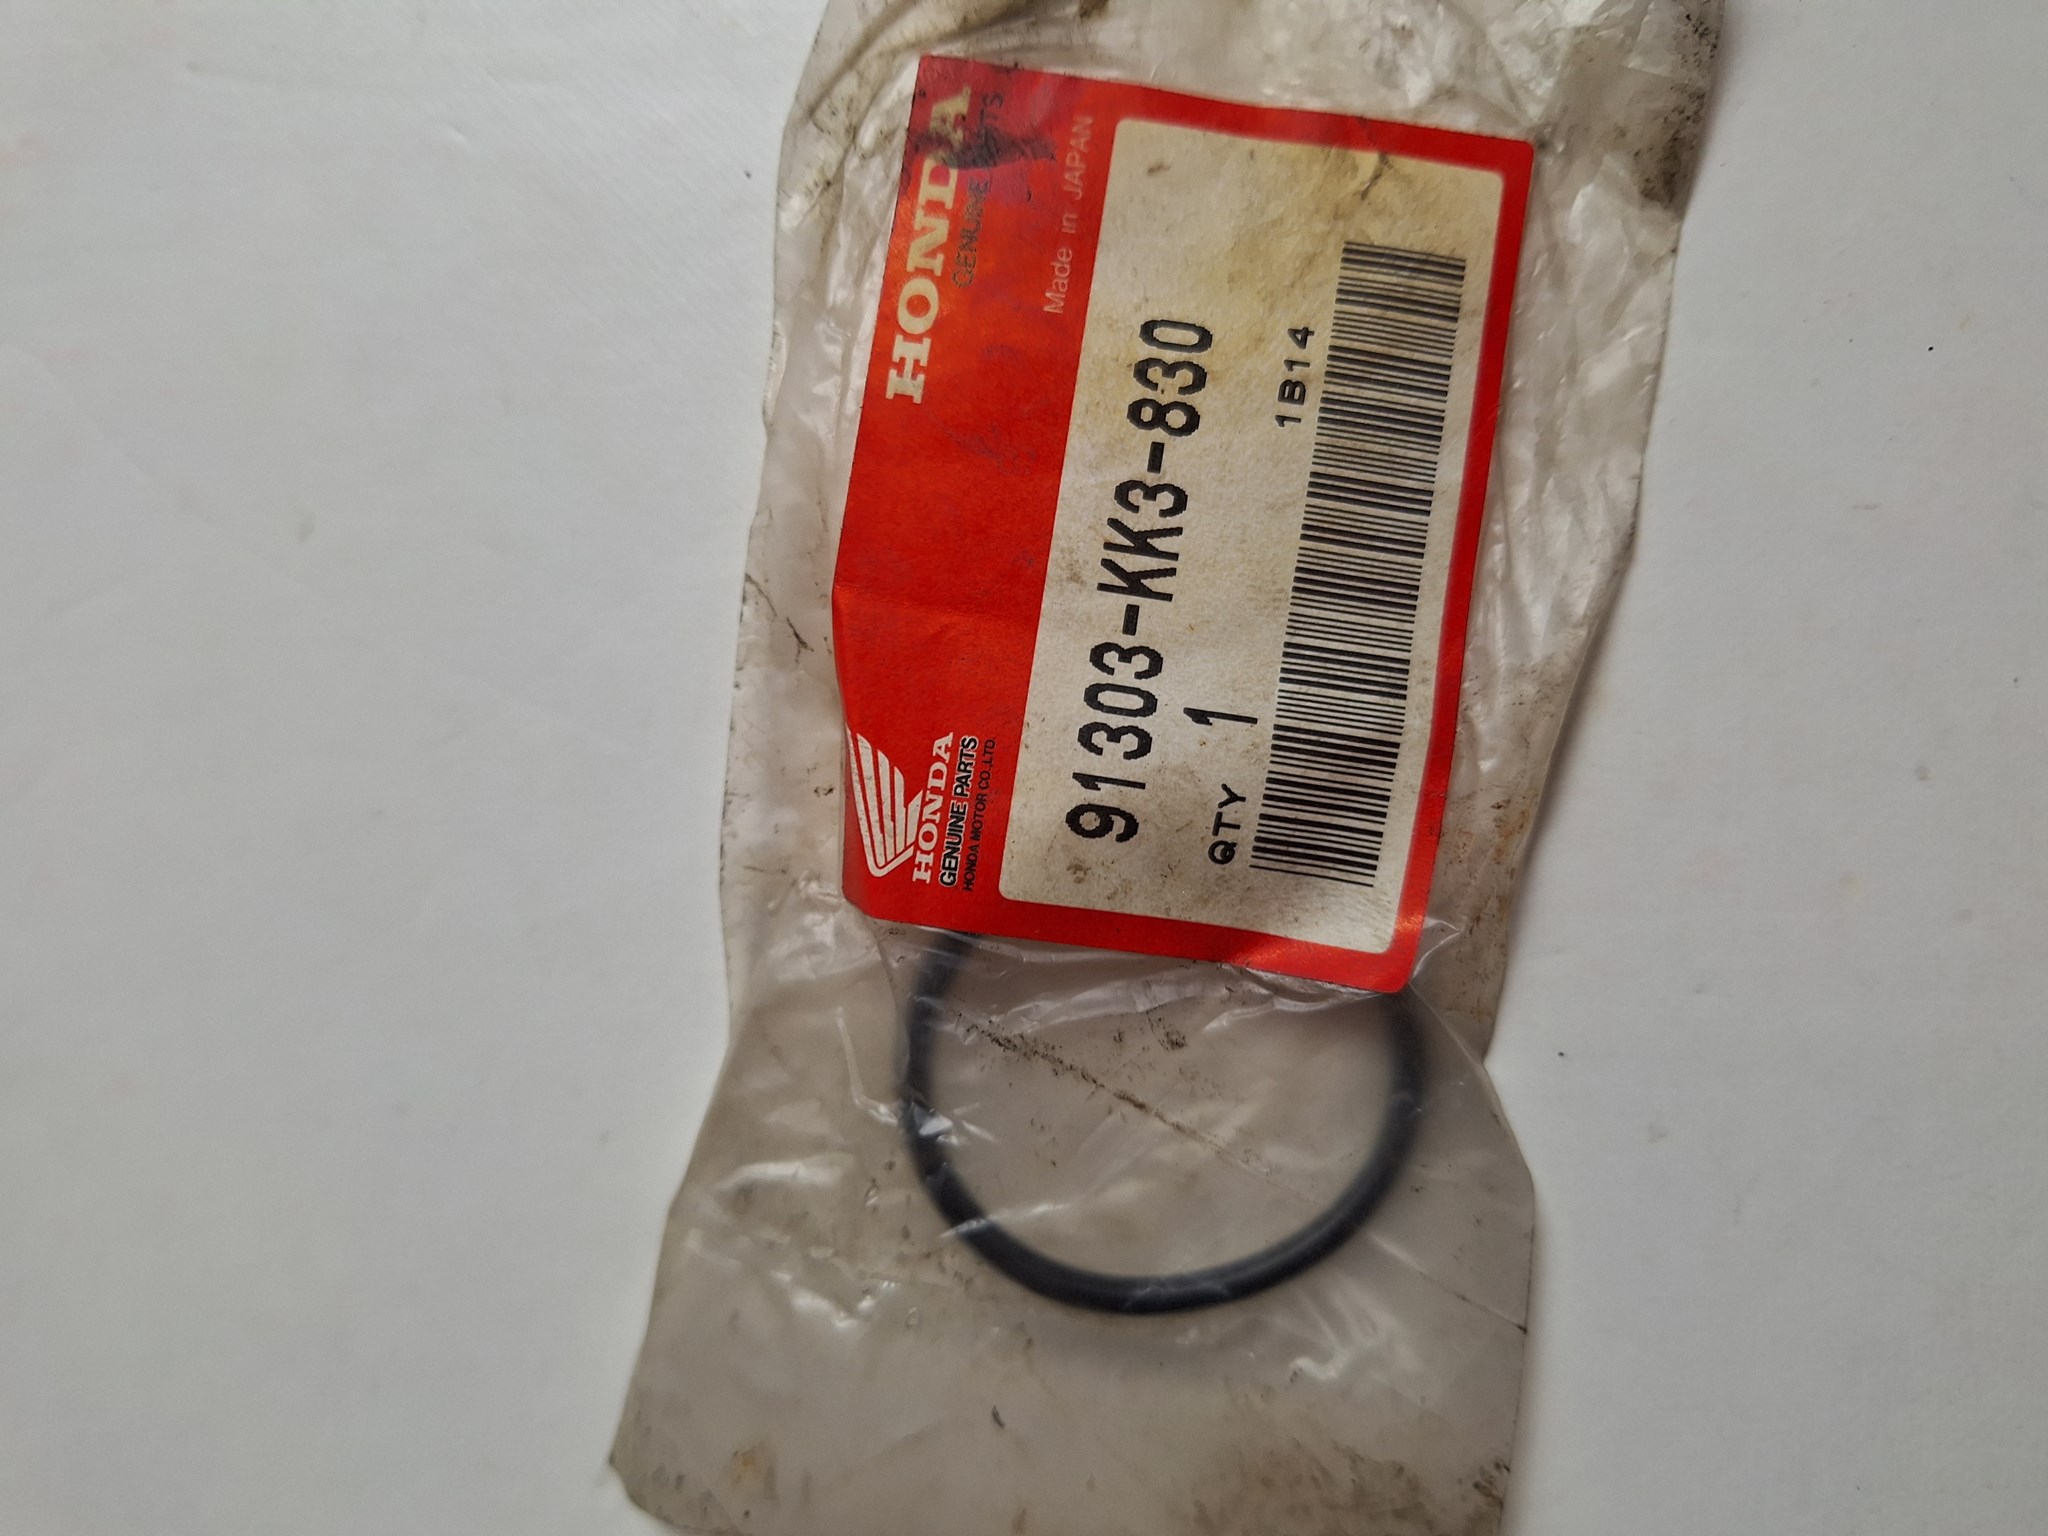 HONDA
GENUINE PARTS
HONDA MOTOR CO.,LTD.
HONDA
GENUINE PARTS
Made in JAPAN
91303-KK3-830
QTY 1
1B14